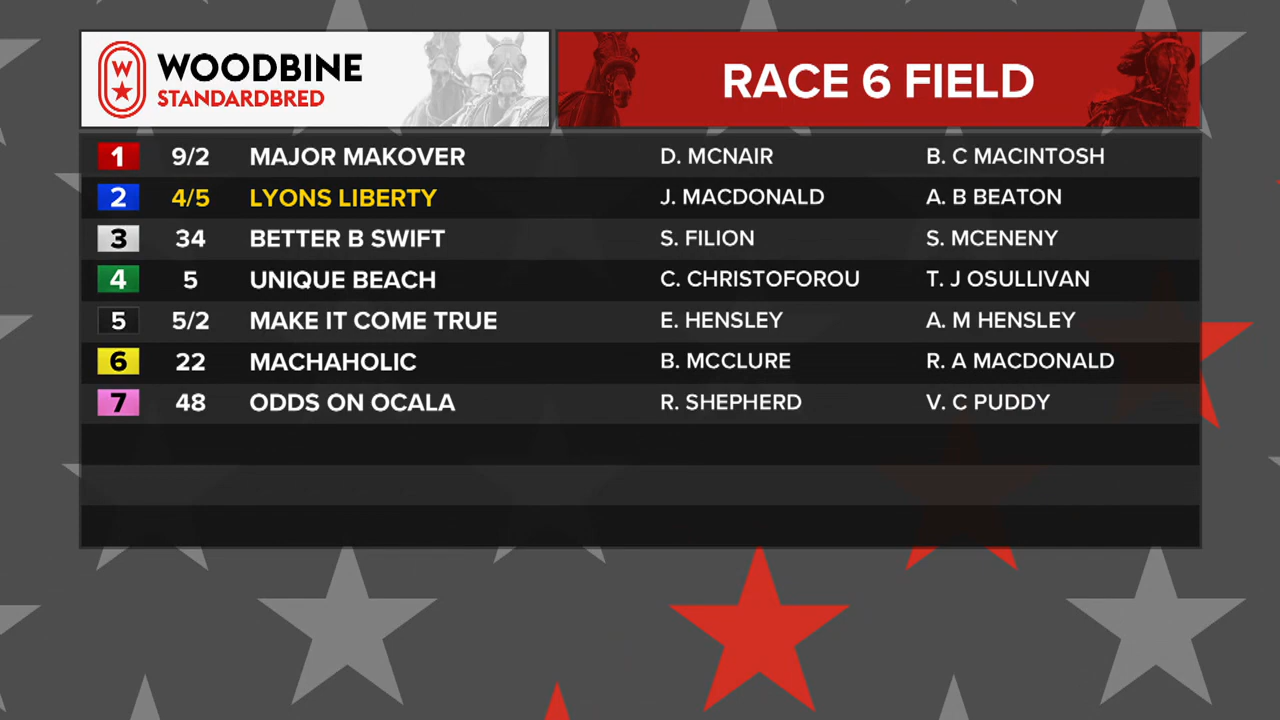 W
WOODBINE
STANDARDBRED
RACE 6 FIELD
1 9/2 MAJOR MAKOVER D. MCNAIR B. C MACINTOSH
2 4/5 LYONS LIBERTY J. MACDONALD A. B BEATON
3 34 BETTER B SWIFT S. FILION S. MCENENY
4 5 UNIQUE BEACH C. CHRISTOFOROU T. J OSULLIVAN
5 5/2 MAKE IT COME TRUE E. HENSLEY A. M HENSLEY
6 22 MACHAHOLIC B. MCCLURE R. A MACDONALD
7 48 ODDS ON OCALA R. SHEPHERD V. C PUDDY